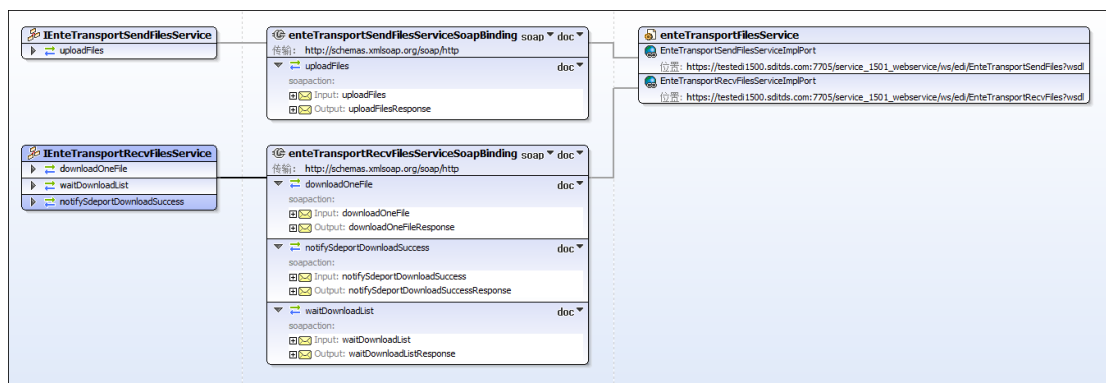 IEnteTransportSendFilesService
uploadFiles
enteTransportSendFilesServiceSoapBinding soap doc
传输: http://schemas.xmlsoap.org/soap/http
uploadFiles doc
soapaction:
Input: uploadFiles
Output: uploadFilesResponse
enteTransportFilesService
EnteTransportSendFilesServiceImplPort
位置: https://testedi1500.sditds.com:7705/service_1501_webservice/ws/edi/EnteTransportSendFiles?wsdl
EnteTransportRecvFilesServiceImplPort
位置: https://testedi1500.sditds.com:7705/service_1501_webservice/ws/edi/EnteTransportRecvFiles?wsdl
IEnteTransportRecvFilesService
downloadOneFile
waitDownloadList
notifySdeportDownloadSuccess
enteTransportRecvFilesServiceSoapBinding soap doc
传输: http://schemas.xmlsoap.org/soap/http
downloadOneFile doc
soapaction:
Input: downloadOneFile
Output: downloadOneFileResponse
notifySdeportDownloadSuccess doc
soapaction:
Input: notifySdeportDownloadSuccess
Output: notifySdeportDownloadSuccessResponse
waitDownloadList doc
soapaction:
Input: waitDownloadList
Output: waitDownloadListResponse